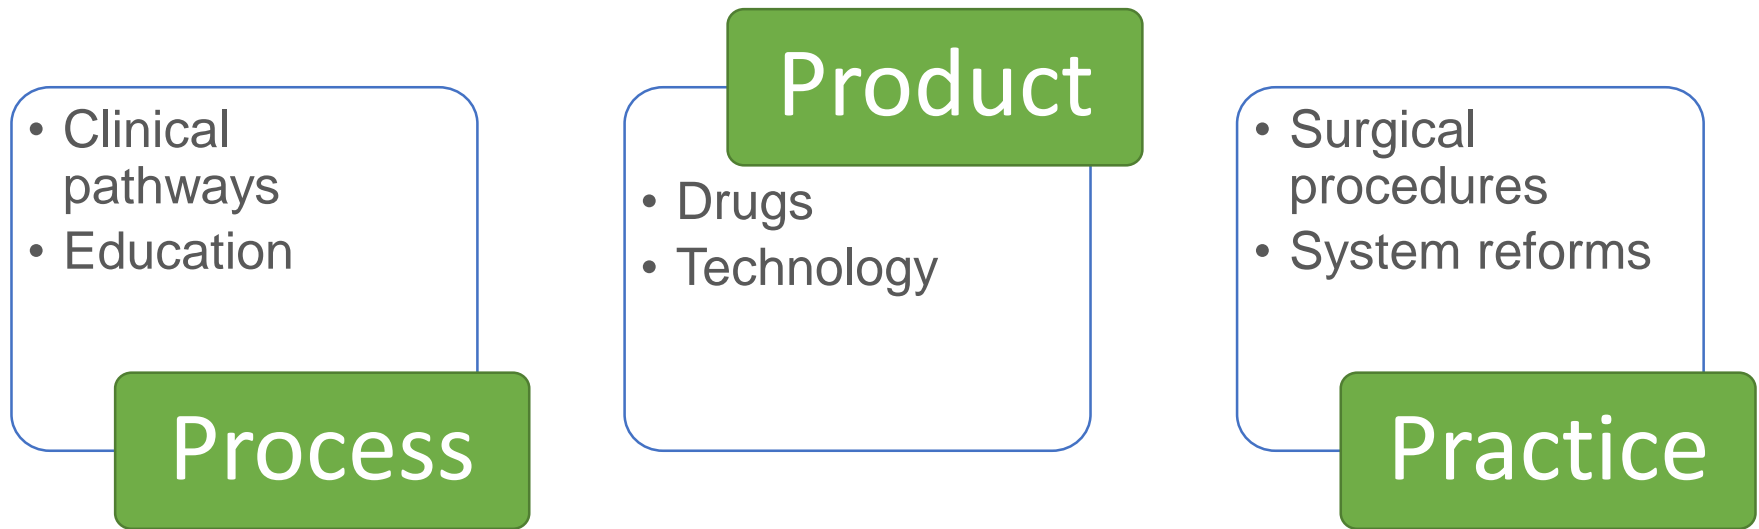 • Clinical
pathways
• Education
Process
Product
• Drugs
• Technology
• Surgical
procedures
• System reforms
Practice